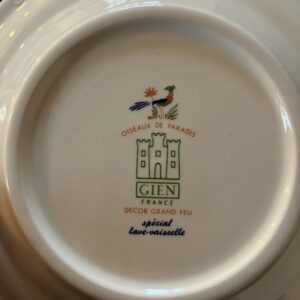 OISEAUX DE PARADIS
GIEN
FRANCE
DECOR GRAND FEU
spécial
lave-vaisselle